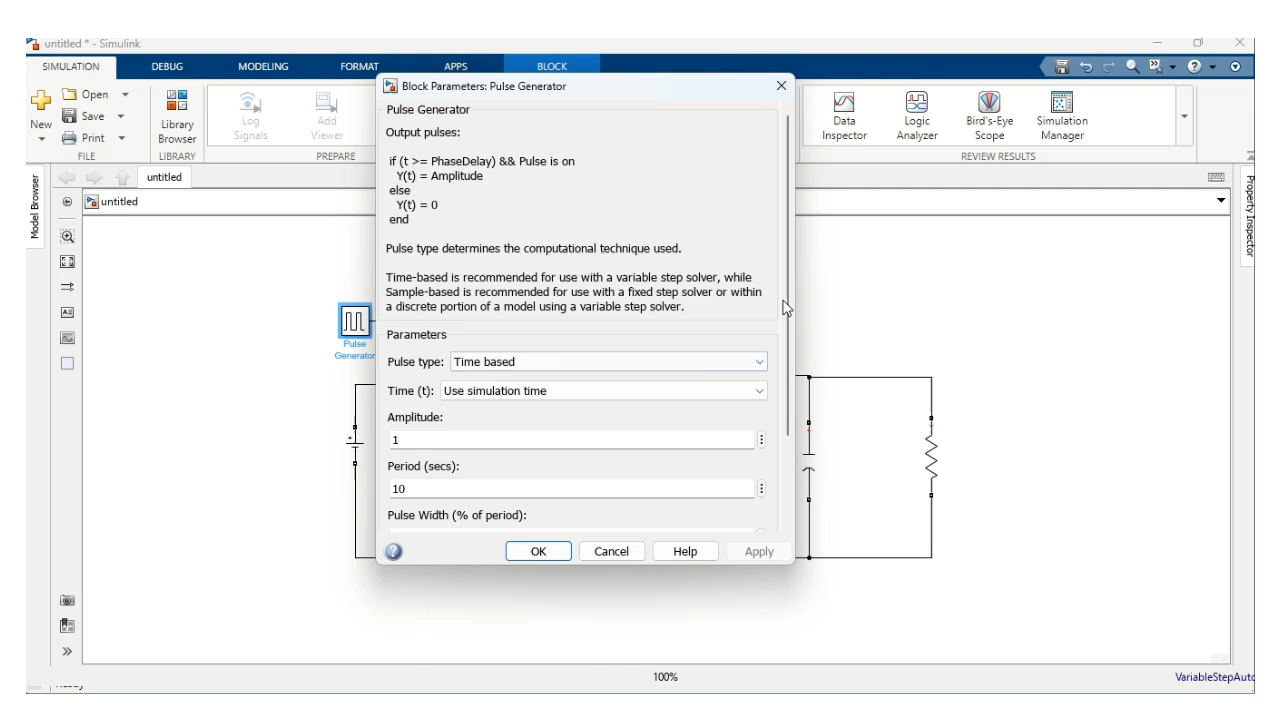 untitled * - Simulink
SIMULATION
DEBUG
MODELING
FORMAT
APPS
BLOCK
New
Open
Save
Print
FILE
Library
Browser
LIBRARY
Log
Signals
Add
Viewer
PREPARE
Data
Inspector
Logic
Analyzer
Bird's-Eye
Scope
Simulation
Manager
REVIEW RESULTS
Model Browser
untitled
untitled
Property Inspector
Pulse
Generator
Block Parameters: Pulse Generator
Pulse Generator
Output pulses:
if (t >= PhaseDelay) && Pulse is on
Y(t) = Amplitude
else
Y(t) = 0
end
Pulse type determines the computational technique used.
Time-based is recommended for use with a variable step solver, while
Sample-based is recommended for use with a fixed step solver or within
a discrete portion of a model using a variable step solver.
Parameters
Pulse type: Time based
Time (t): Use simulation time
Amplitude:
1
Period (secs):
10
Pulse Width (% of period):
OK
Cancel
Help
Apply
100%
VariableStepAuto